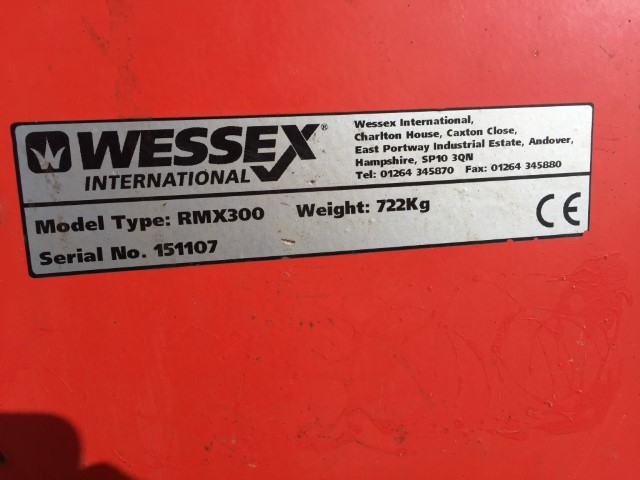 WESSEX®
INTERNATIONAL
Wessex International,
Charlton House, Caxton Close,
East Portway Industrial Estate, Andover,
Hampshire, SP10 3QN
Tel: 01264 345870 Fax: 01264 345880
Model Type: RMX300 Weight: 722Kg
Serial No. 151107
CE